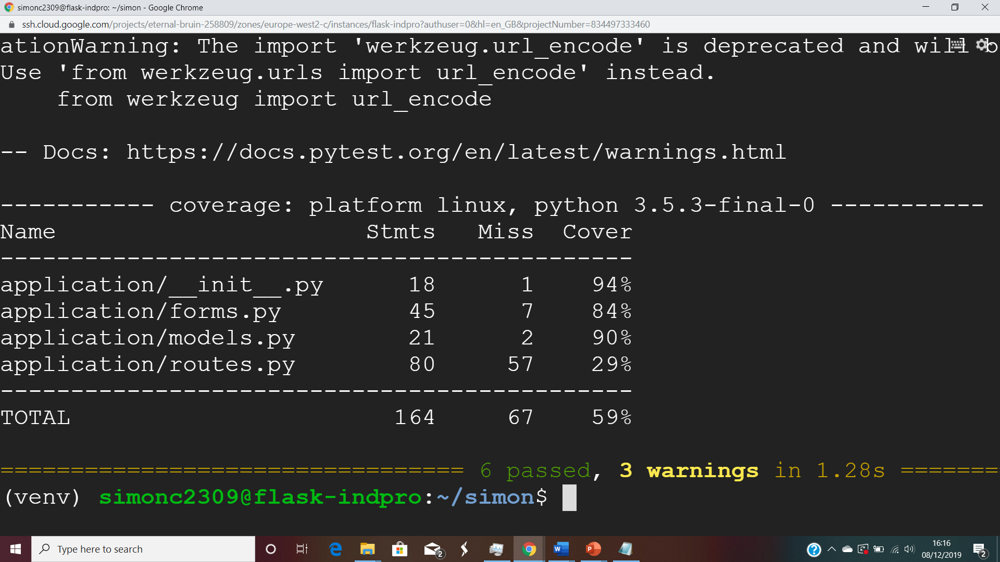 simonc2309@flask-indpro: ~/simon - Google Chrome
ssh.cloud.google.com/projects/eternal-bruin-258809/zones/europe-west2-c/instances/flask-indpro?authuser=0&hl=en_GB&projectNumber=834497333460
ationWarning: The import 'werkzeug.url_encode' is deprecated and will b
Use 'from werkzeug.urls import url_encode' instead.
from werkzeug import url_encode
-- Docs: https://docs.pytest.org/en/latest/warnings.html
----------- coverage: platform linux, python 3.5.3-final-0 -----------
Name Stmts Miss Cover
---------------------------------------------
application/__init__.py 18 1 94%
application/forms.py 45 7 84%
application/models.py 21 2 90%
application/routes.py 80 57 29%
---------------------------------------------
TOTAL 164 67 59%
================================= 6 passed, 3 warnings in 1.28s =======
(venv) simonc2309@flask-indpro:~/simon$
Type here to search
2
16:16
08/12/2019
2